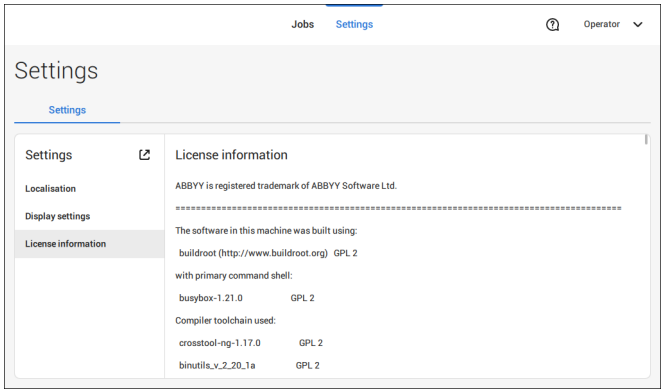 Jobs Settings Operator
Settings
Settings
Settings
Localisation
Display settings
License information
License information
ABBYY is registered trademark of ABBYY Software Ltd.
========================================================================================
The software in this machine was built using:
buildroot (http://www.buildroot.org) GPL 2
with primary command shell:
busybox-1.21.0 GPL 2
Compiler toolchain used:
crosstool-ng-1.17.0 GPL 2
binutils_v_2_20_1a GPL 2